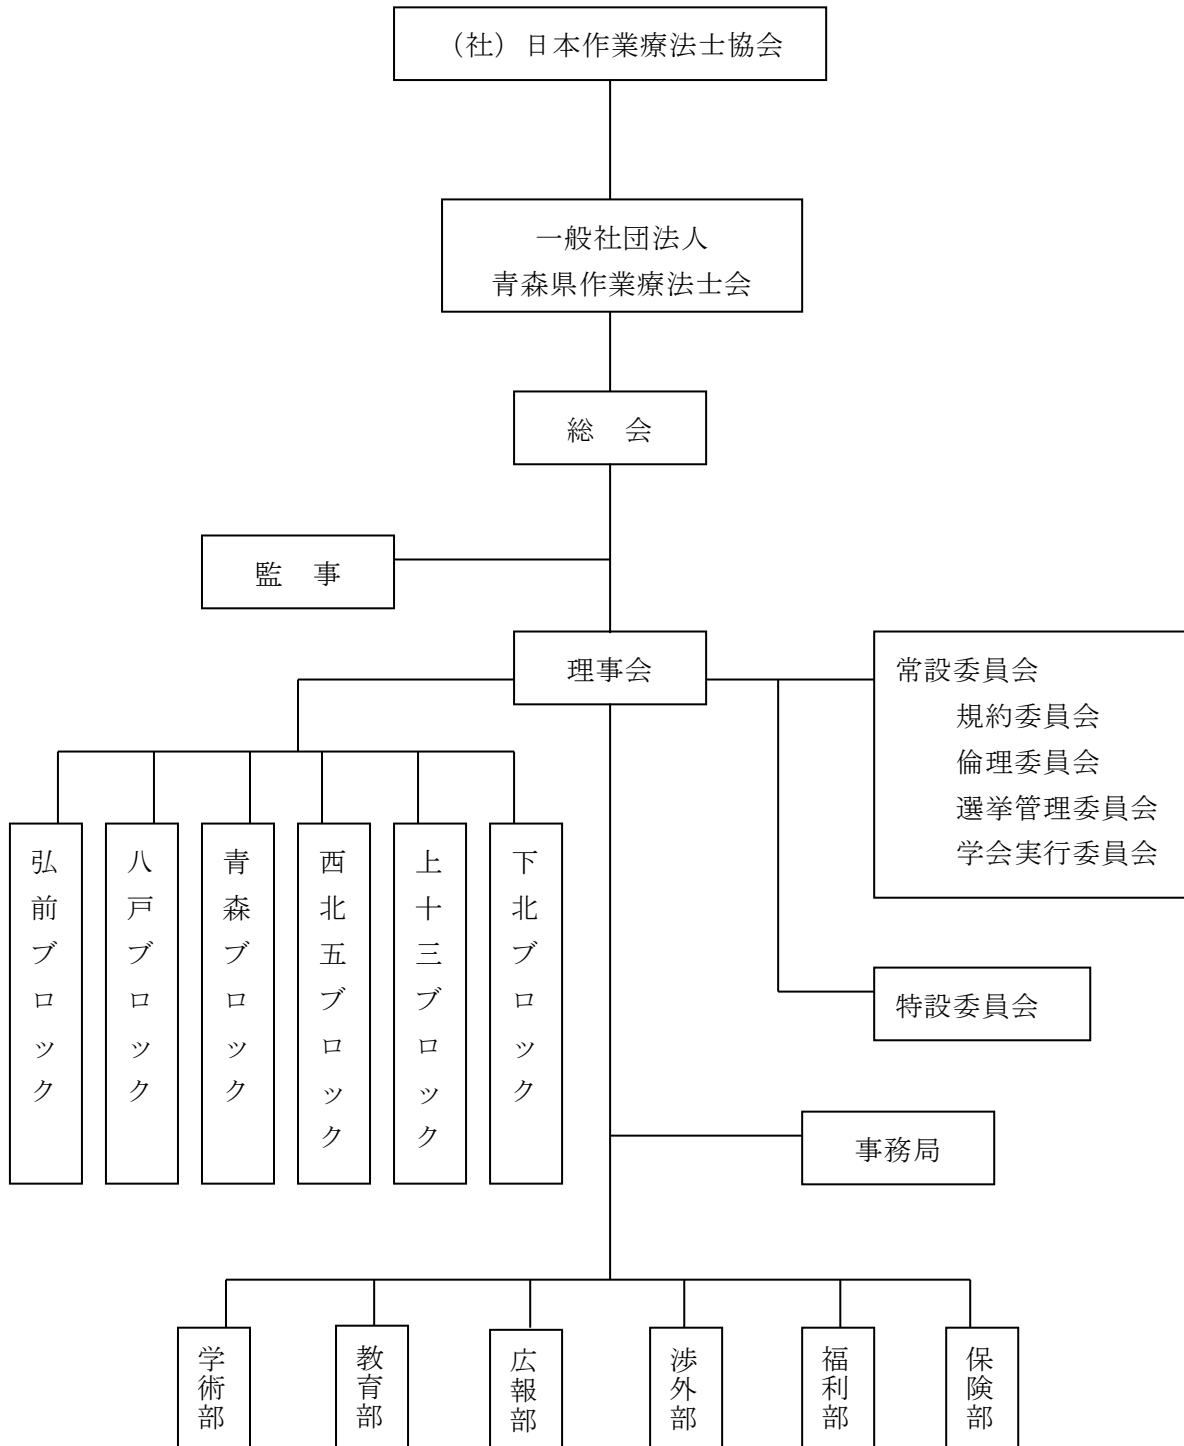 （社）日本作業療法士協会
一般社団法人
青森県作業療法士会
総　会
監　事
理事会
常設委員会
規約委員会
倫理委員会
選挙管理委員会
学会実行委員会
弘前ブロック
八戸ブロック
青森ブロック
西北五ブロック
上十三ブロック
下北ブロック
特設委員会
事務局
学術部
教育部
広報部
渉外部
福利部
保険部